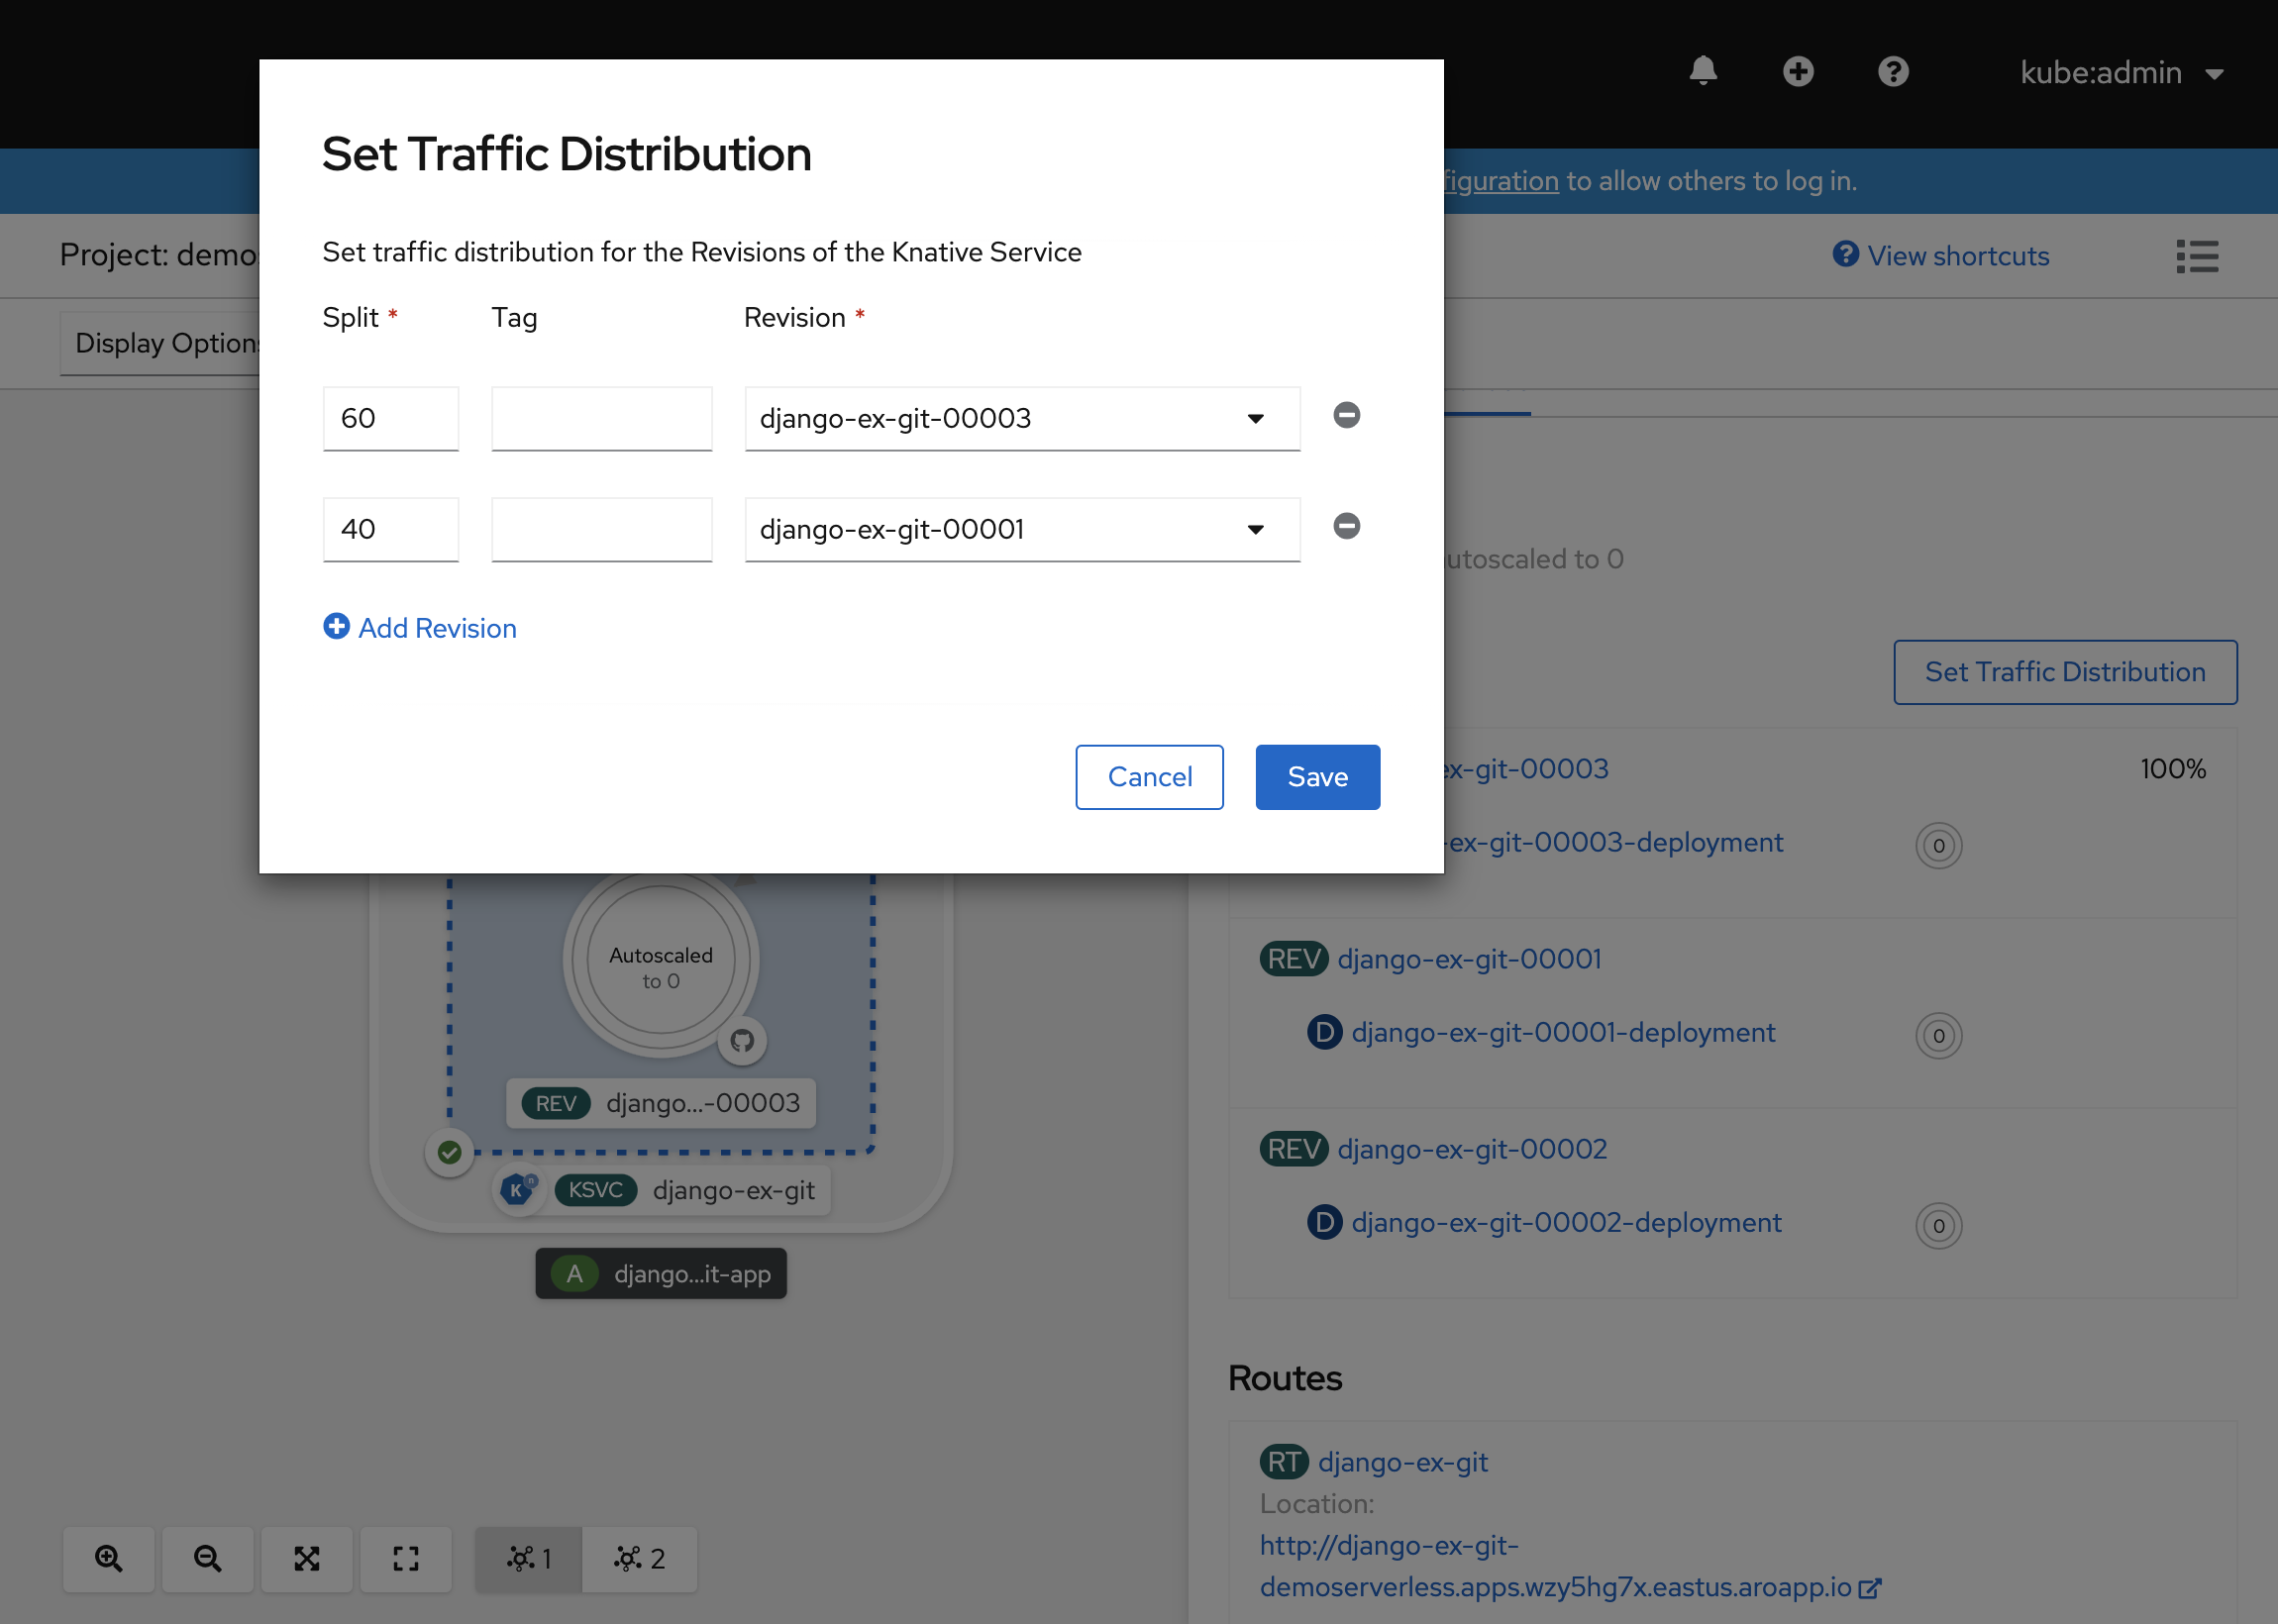 kube:admin
figuration to allow others to log in.
Project: demo
View shortcuts
Display Options
Set Traffic Distribution
Set traffic distribution for the Revisions of the Knative Service
Split *
Tag
Revision *
60
django-ex-git-00003
40
django-ex-git-00001
Add Revision
Cancel
Save
utoscaled to 0
Set Traffic Distribution
ex-git-00003
100%
-ex-git-00003-deployment
0
REV django-ex-git-00001
D django-ex-git-00001-deployment
0
REV django-ex-git-00002
D django-ex-git-00002-deployment
0
Autoscaled
to 0
REV django...-00003
K n KSVC django-ex-git
A django...it-app
Routes
RT django-ex-git
Location:
http://django-ex-git-
demoserverless.apps.wzy5hg7x.eastus.aroapp.io
1
2